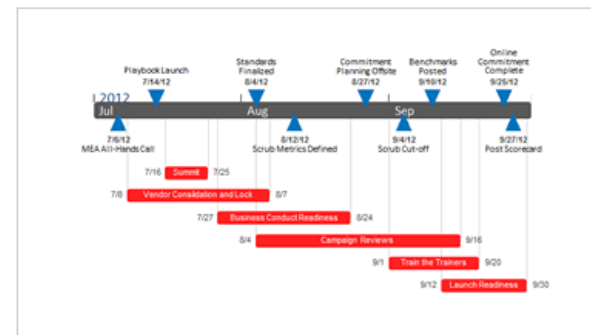 Playbook Launch
7/14/12
Standards
Finalized
8/4/12
Commitment
Planning Offsite
8/27/12
Benchmarks
Posted
9/10/12
Online
Commitment
Complete
9/25/12
2012
Jul
Aug
Sep
7/6/12
MEA All-Hands Call
8/12/12
Scrub Metrics Defined
9/4/12
Scrub Cut-off
9/27/12
Post Scorecard
7/16 Summit 7/25
7/8 Vendor Consildation and Lock 8/7
7/27 Business Conduct Readiness 8/24
8/4 Campaign Reviews 9/16
9/1 Train the Trainers 9/20
9/12 Launch Readiness 9/30